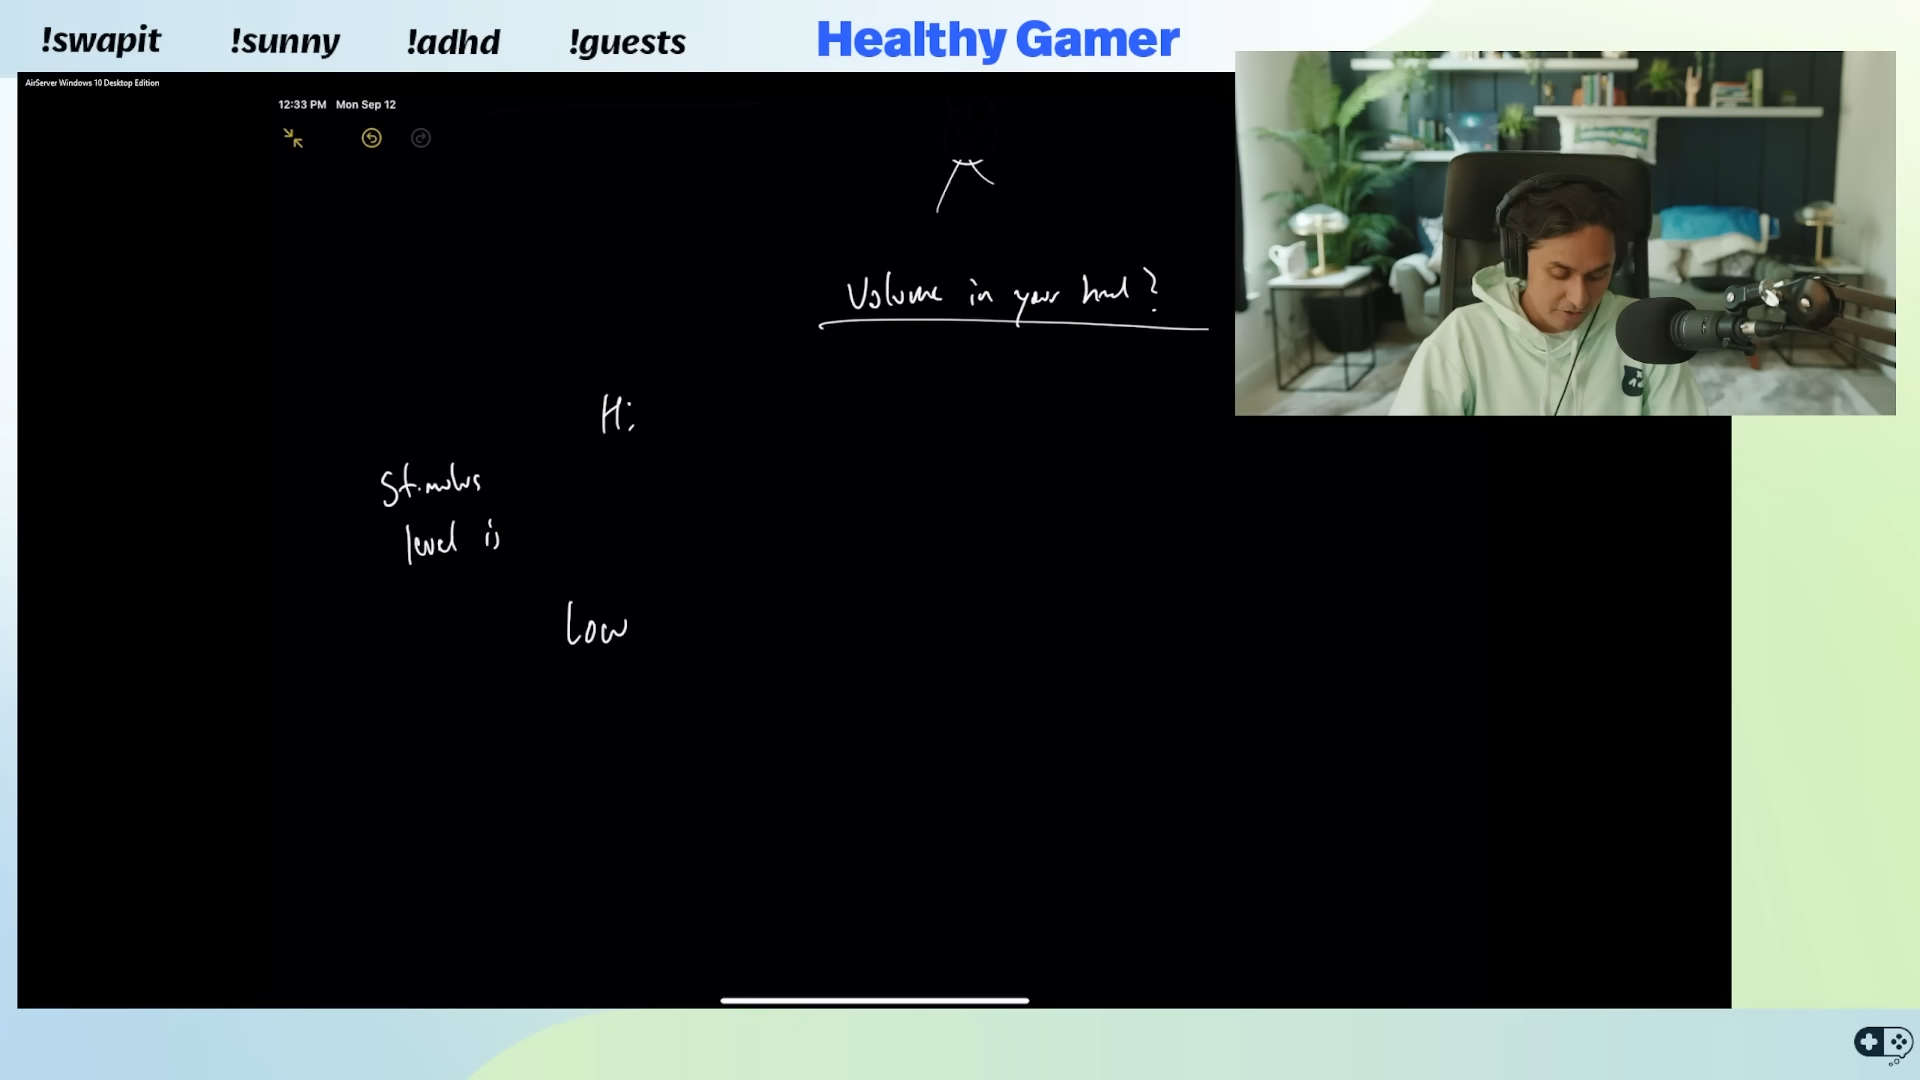 !swapit !sunny !adhd !guests Healthy Gamer
AirServer Windows 10 Desktop Edition
12:33 PM Mon Sep 12
Volume in your head?
Hi
Stimulus
level is
Low